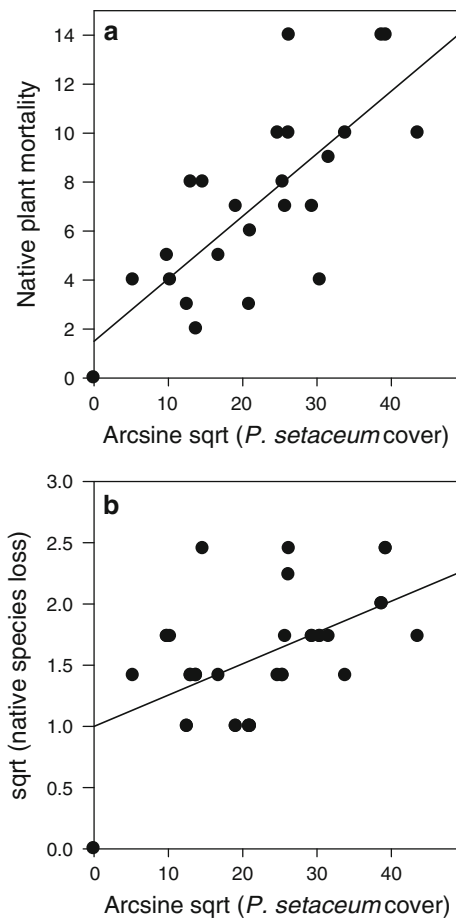 a
14
12
10
8
6
4
2
0
Native plant mortality
0 10 20 30 40
Arcsine sqrt (P. setaceum cover)
b
3.0
2.5
2.0
1.5
1.0
0.5
0.0
sqrt (native species loss)
0 10 20 30 40
Arcsine sqrt (P. setaceum cover)